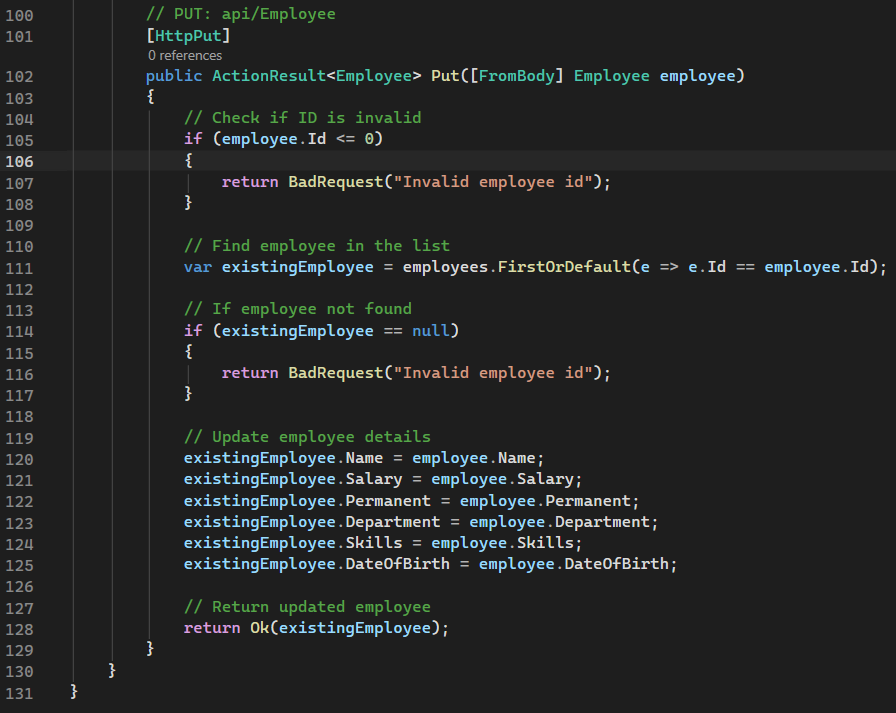 100 // PUT: api/Employee
101 [HttpPut]
0 references
102 public ActionResult<Employee> Put([FromBody] Employee employee)
103 {
104 // Check if ID is invalid
105 if (employee.Id <= 0)
106 {
107 return BadRequest("Invalid employee id");
108 }
109
110 // Find employee in the list
111 var existingEmployee = employees.FirstOrDefault(e => e.Id == employee.Id);
112
113 // If employee not found
114 if (existingEmployee == null)
115 {
116 return BadRequest("Invalid employee id");
117 }
118
119 // Update employee details
120 existingEmployee.Name = employee.Name;
121 existingEmployee.Salary = employee.Salary;
122 existingEmployee.Permanent = employee.Permanent;
123 existingEmployee.Department = employee.Department;
124 existingEmployee.Skills = employee.Skills;
125 existingEmployee.DateOfBirth = employee.DateOfBirth;
126
127 // Return updated employee
128 return Ok(existingEmployee);
129 }
130 }
131 }